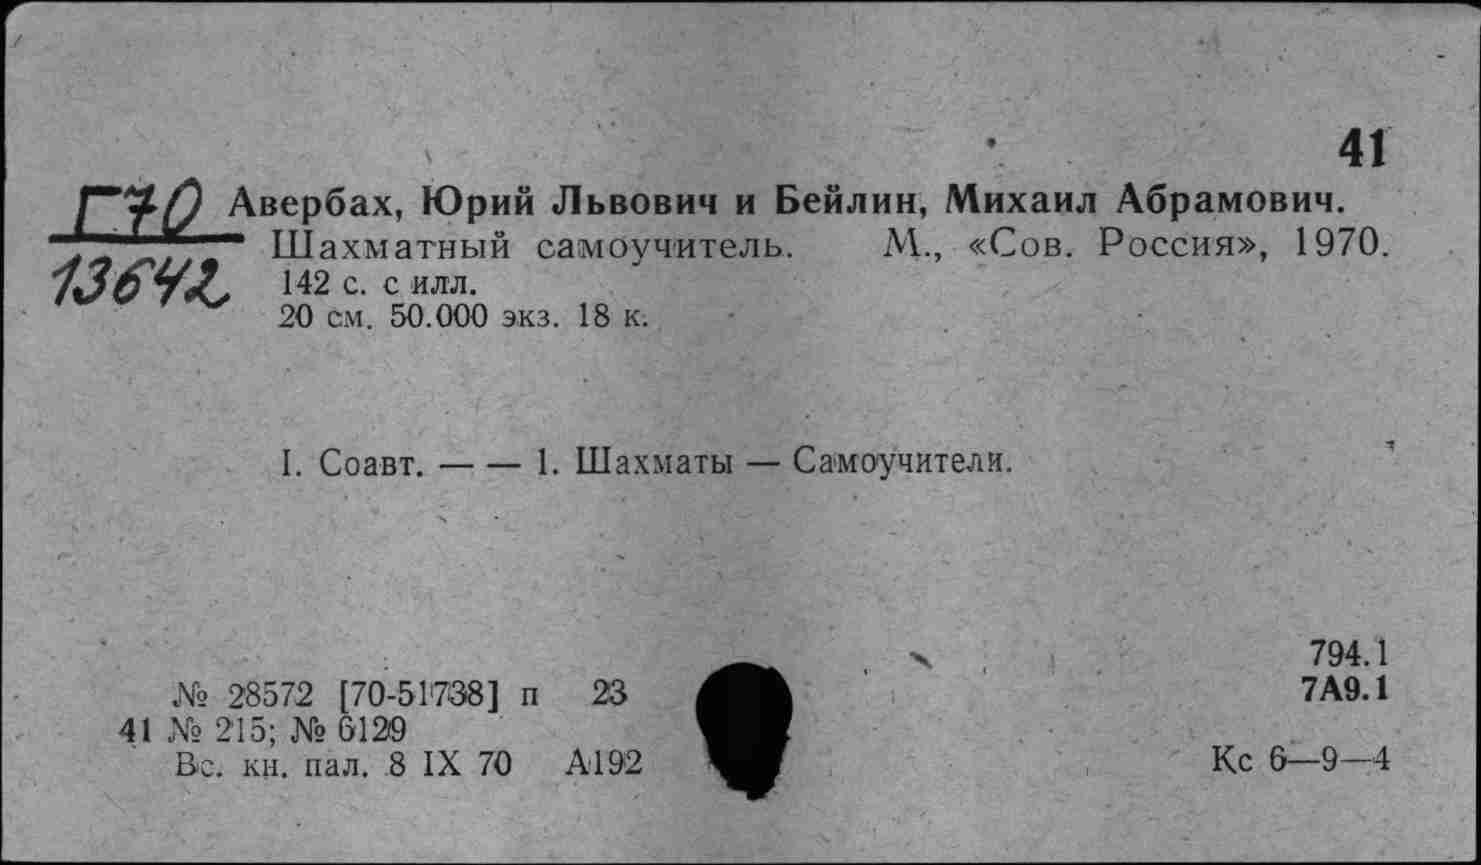 41
Г70 Авербах, Юрий Львович и Бейлин, Михаил Абрамович.
Шахматный самоучитель. М., «Сов. Россия», 1970.
13642 142 с. с илл.
20 см. 50.000 экз. 18 к.
I. Соавт. — — 1. Шахматы — Самоучители.
794.1
№ 28572 [70-51738] п 23 7А9.1
41 № 215; № 6129
Вс. кн. пал. 8 IX 70 А192 Кс 6—9—4